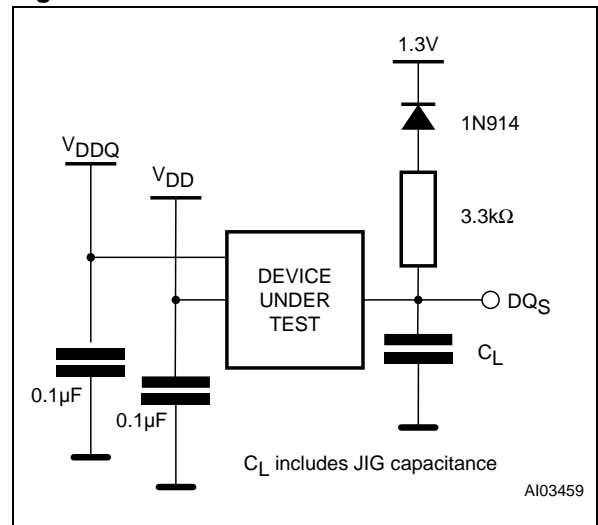 1.3V
1N914
VDDQ
VDD
3.3kΩ
DEVICE
UNDER
TEST
DQS
CL
0.1µF
0.1µF
CL includes JIG capacitance
AI03459